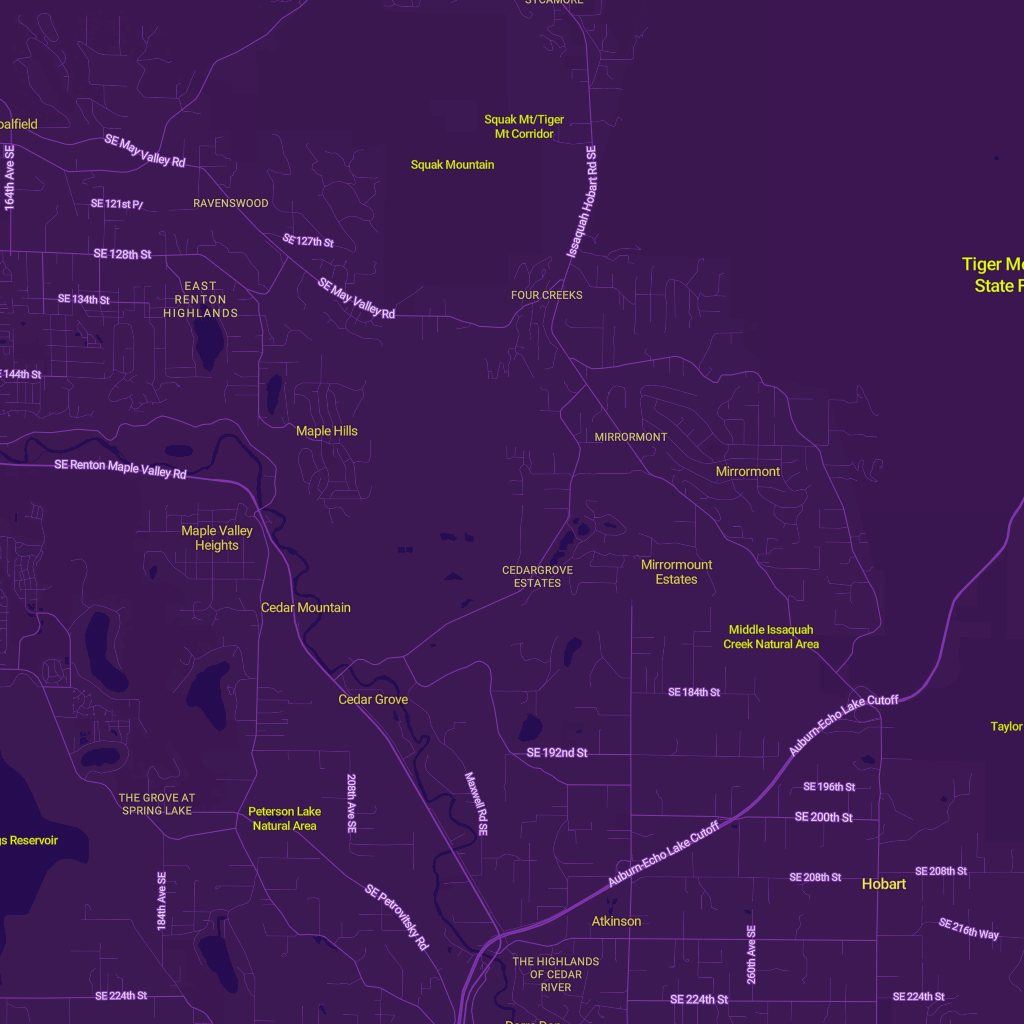 SYCAMORE
Squak Mt/Tiger
Mt Corridor
oalfield
SE May Valley Rd
Squak Mountain
164th Ave SE
Issaquah Hobart Rd SE
SE 121st Pl
RAVENSWOOD
SE 127th St
SE 128th St
Tiger Mo
State F
EAST
RENTON
HIGHLANDS
SE 134th St
SE May Valley Rd
FOUR CREEKS
E 144th St
Maple Hills
MIRRORMONT
SE Renton Maple Valley Rd
Mirrormont
Maple Valley
Heights
CEDARGROVE
ESTATES
Mirrormount
Estates
Cedar Mountain
Middle Issaquah
Creek Natural Area
SE 184th St
Cedar Grove
Auburn-Echo Lake Cutoff
Taylor
SE 192nd St
SE 196th St
THE GROVE AT
SPRING LAKE
208th Ave SE
Maxwell Rd SE
Peterson Lake
Natural Area
SE 200th St
gs Reservoir
Auburn-Echo Lake Cutoff
SE 208th St
SE 208th St
Hobart
184th Ave SE
SE Petrovitsky Rd
Atkinson
SE 216th Way
260th Ave SE
THE HIGHLANDS
OF CEDAR
RIVER
SE 224th St
SE 224th St
SE 224th St